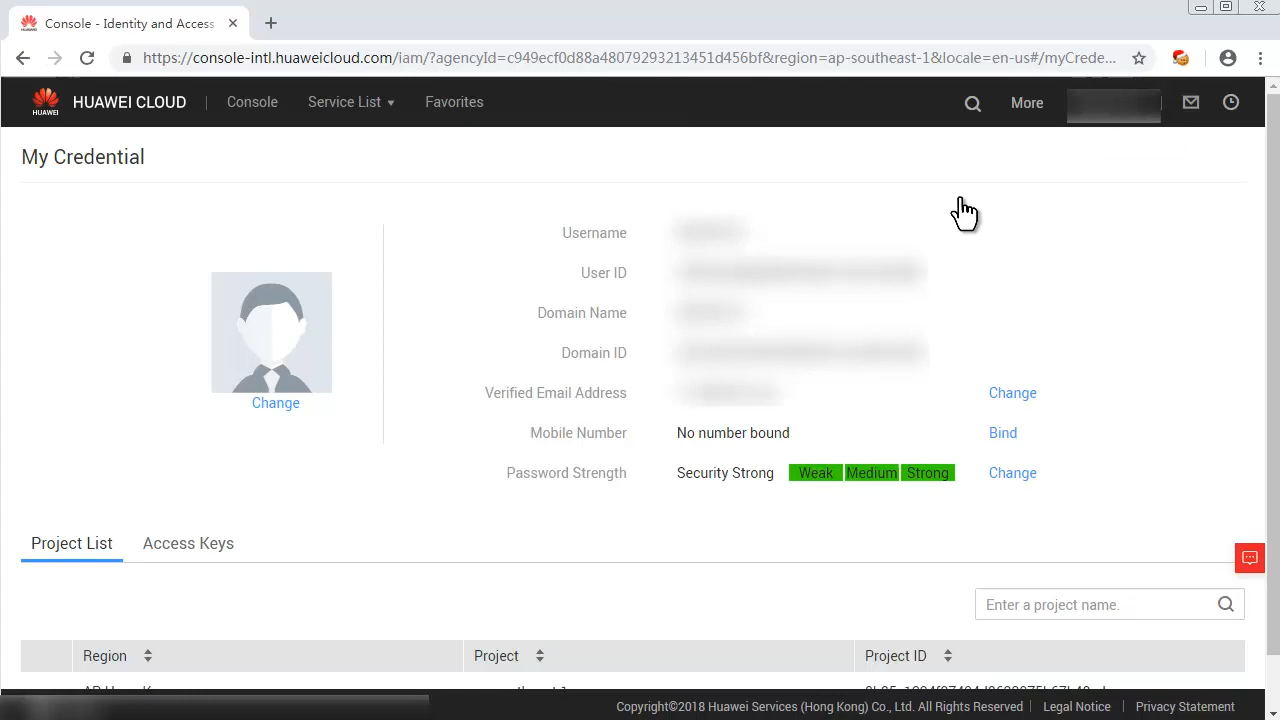 Console - Identity and Access
https://console-intl.huaweicloud.com/iam/?agencyId=c949ecf0d88a48079293213451d456bf&region=ap-southeast-1&locale=en-us#/myCrede...
HUAWEI
HUAWEI CLOUD
Console
Service List
Favorites
More
My Credential
Username
User ID
Domain Name
Domain ID
Verified Email Address Change
Mobile Number No number bound Bind
Password Strength Security Strong Weak Medium Strong Change
Change
Project List Access Keys
Enter a project name.
Region Project Project ID
Copyright©2018 Huawei Services (Hong Kong) Co., Ltd. All Rights Reserved Legal Notice Privacy Statement